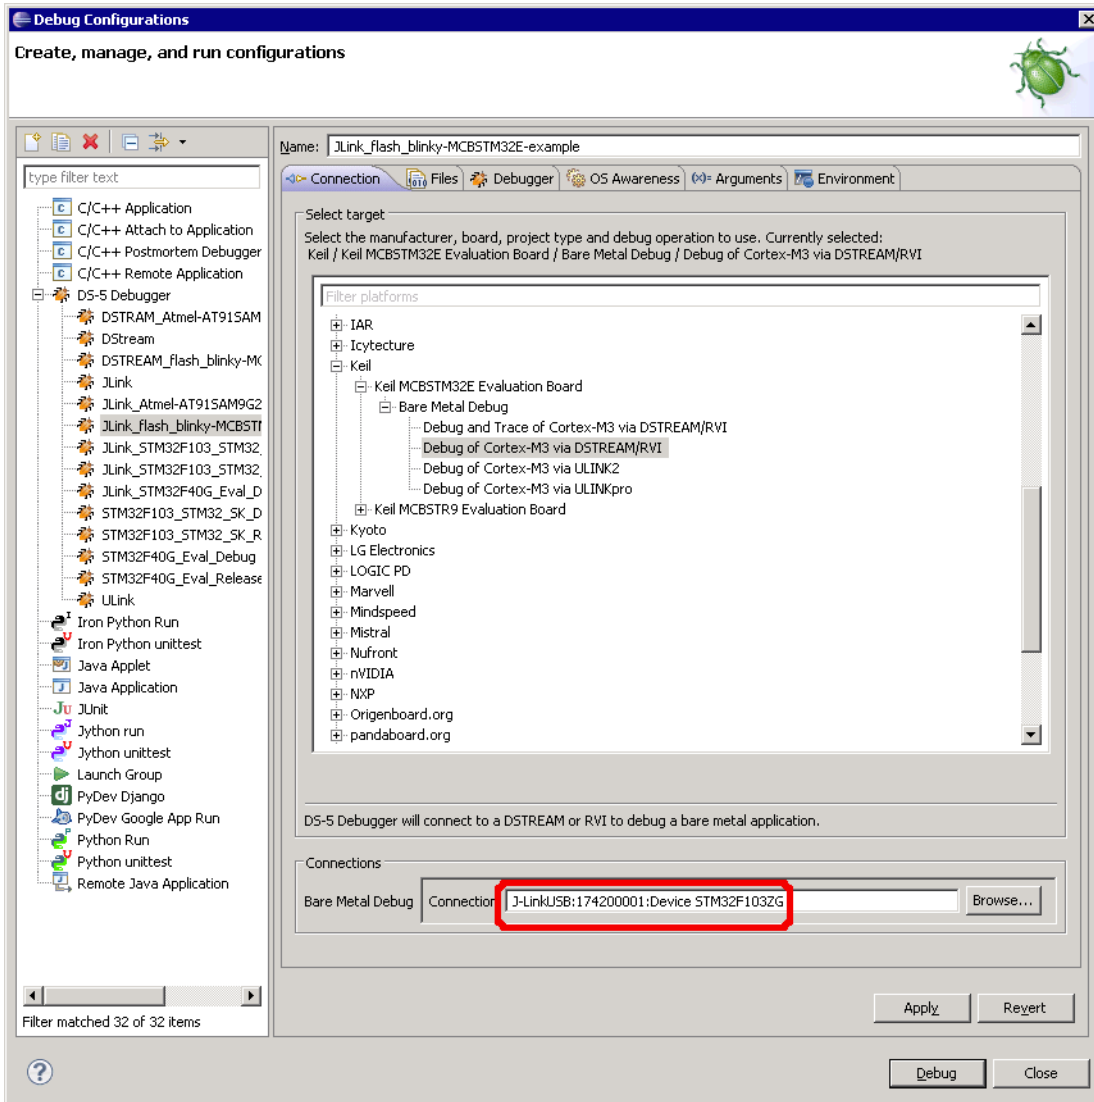 Debug Configurations
Create, manage, and run configurations
type filter text
C/C++ Application
C/C++ Attach to Application
C/C++ Postmortem Debugger
C/C++ Remote Application
DS-5 Debugger
DSTRAM_Atmel-AT91SAM
DStream
DSTREAM_flash_blinky-MC
JLink
JLink_Atmel-AT91SAM9G2
JLink_flash_blinky-MCBSTM
JLink_STM32F103_STM32_
JLink_STM32F103_STM32_
JLink_STM32F40G_Eval_D
STM32F103_STM32_SK_D
STM32F103_STM32_SK_R
STM32F40G_Eval_Debug
STM32F40G_Eval_Release
ULink
Iron Python Run
Iron Python unittest
Java Applet
Java Application
JUnit
Jython run
Jython unittest
Launch Group
PyDev Django
PyDev Google App Run
Python Run
Python unittest
Remote Java Application
Filter matched 32 of 32 items
Name: JLink_flash_blinky-MCBSTM32E-example
Connection Files Debugger OS Awareness (x)= Arguments Environment
Select target
Select the manufacturer, board, project type and debug operation to use. Currently selected:
Keil / Keil MCBSTM32E Evaluation Board / Bare Metal Debug / Debug of Cortex-M3 via DSTREAM/RVI
Filter platforms
IAR
Icytecture
Keil
Keil MCBSTM32E Evaluation Board
Bare Metal Debug
Debug and Trace of Cortex-M3 via DSTREAM/RVI
Debug of Cortex-M3 via DSTREAM/RVI
Debug of Cortex-M3 via ULINK2
Debug of Cortex-M3 via ULINKpro
Keil MCBSTR9 Evaluation Board
Kyoto
LG Electronics
LOGIC PD
Marvell
Mindspeed
Mistral
Nufront
nVIDIA
NXP
Origenboard.org
pandaboard.org
DS-5 Debugger will connect to a DSTREAM or RVI to debug a bare metal application.
Connections
Bare Metal Debug Connection J-LinkUSB:174200001:Device STM32F103ZG Browse...
Apply Revert
Debug Close